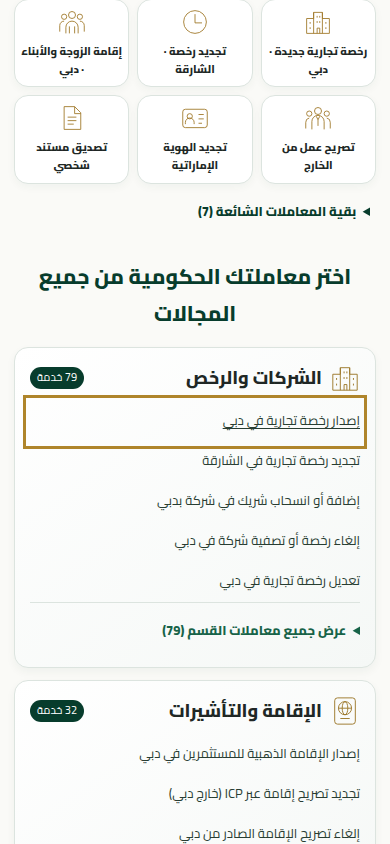 رخصة تجارية جديدة ·
دبي
تجديد رخصة ·
الشارقة
إقامة الزوجة والأبناء
· دبي
تصريح عمل من
الخارج
تجديد الهوية
الإماراتية
تصديق مستند
شخصي
◀ بقية المعاملات الشائعة (7)
اختر معاملتك الحكومية من جميع
المجالات
الشركات والرخص
79 خدمة
إصدار رخصة تجارية في دبي
تجديد رخصة تجارية في الشارقة
إضافة أو انسحاب شريك في شركة بدبي
إلغاء رخصة أو تصفية شركة في دبي
تعديل رخصة تجارية في دبي
◀ عرض جميع معاملات القسم (79)
الإقامة والتأشيرات
32 خدمة
إصدار الإقامة الذهبية للمستثمرين في دبي
تجديد تصريح إقامة عبر ICP (خارج دبي)
إلغاء تصريح الإقامة الصادر من دبي